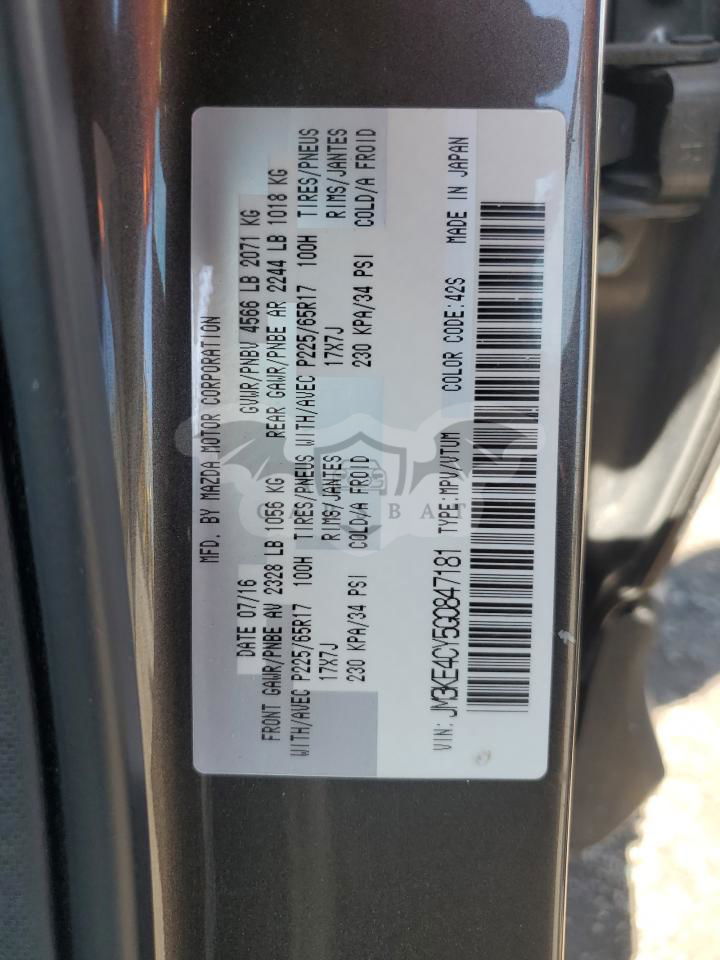 MFD. BY MAZDA MOTOR CORPORATION
DATE 07/16 GVWR/PNBV 4566 LB 2071 KG
FRONT GAWR/PNBE AV 2328 LB 1056 KG REAR GAWR/PNBE AR 2244 LB 1018 KG
WITH/AVEC P225/65R17 100H TIRES/PNEUS WITH/AVEC P225/65R17 100H TIRES/PNEUS
17X7J RIMS/JANTES 17X7J RIMS/JANTES
230 KPA/34 PSI COLD/A FROID 230 KPA/34 PSI COLD/A FROID
VIN: JM3KE4CY5G0847181 TYPE:MPV/VTUM COLOR CODE:42S MADE IN JAPAN